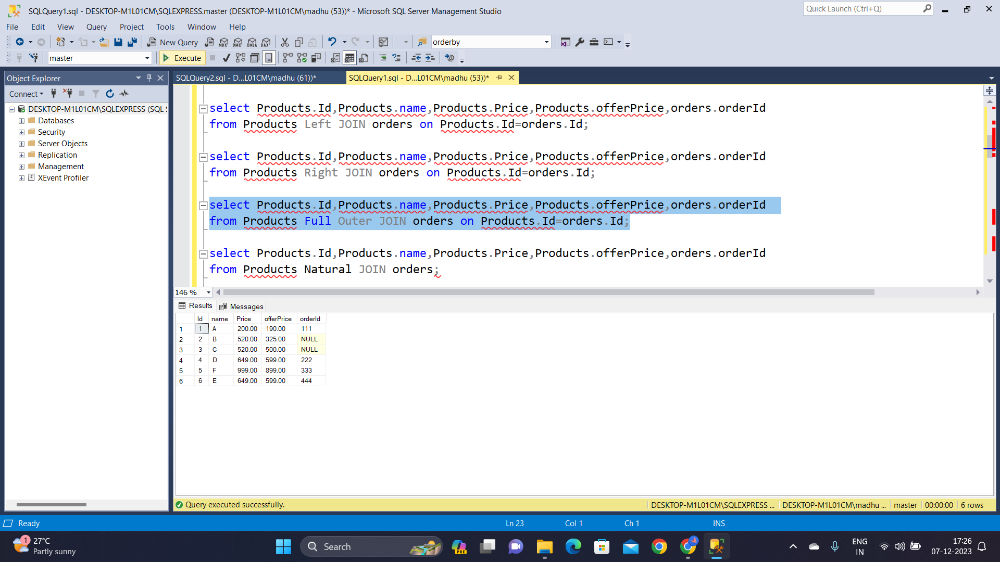 SQLQuery1.sql - DESKTOP-M1L01CM\SQLEXPRESS.master (DESKTOP-M1L01CM\madhu (53))* - Microsoft SQL Server Management Studio
Quick Launch (Ctrl+Q)
File Edit View Query Project Tools Window Help
New Query
MDX DMX XMLA DAX
orderby
master
Execute
Object Explorer
SQLQuery2.sql - D...L01CM\madhu (61))*
SQLQuery1.sql - D...L01CM\madhu (53))*
Connect
DESKTOP-M1L01CM\SQLEXPRESS (SQL S
Databases
Security
Server Objects
Replication
Management
XEvent Profiler
select Products.Id,Products.name,Products.Price,Products.offerPrice,orders.orderId
from Products Left JOIN orders on Products.Id=orders.Id;
select Products.Id,Products.name,Products.Price,Products.offerPrice,orders.orderId
from Products Right JOIN orders on Products.Id=orders.Id;
select Products.Id,Products.name,Products.Price,Products.offerPrice,orders.orderId
from Products Full Outer JOIN orders on Products.Id=orders.Id;
select Products.Id,Products.name,Products.Price,Products.offerPrice,orders.orderId
from Products Natural JOIN orders;
146 %
Results Messages
Id name Price offerPrice orderId
1 1 A 200.00 190.00 111
2 2 B 520.00 325.00 NULL
3 3 C 520.00 500.00 NULL
4 4 D 649.00 599.00 222
5 5 F 999.00 899.00 333
6 6 E 649.00 599.00 444
Query executed successfully.
DESKTOP-M1L01CM\SQLEXPRESS ... DESKTOP-M1L01CM\madhu ... master 00:00:00 6 rows
Ready
Ln 23 Col 1 Ch 1 INS
1
27°C
Partly sunny
Search
PRE
ENG
IN
17:26
07-12-2023